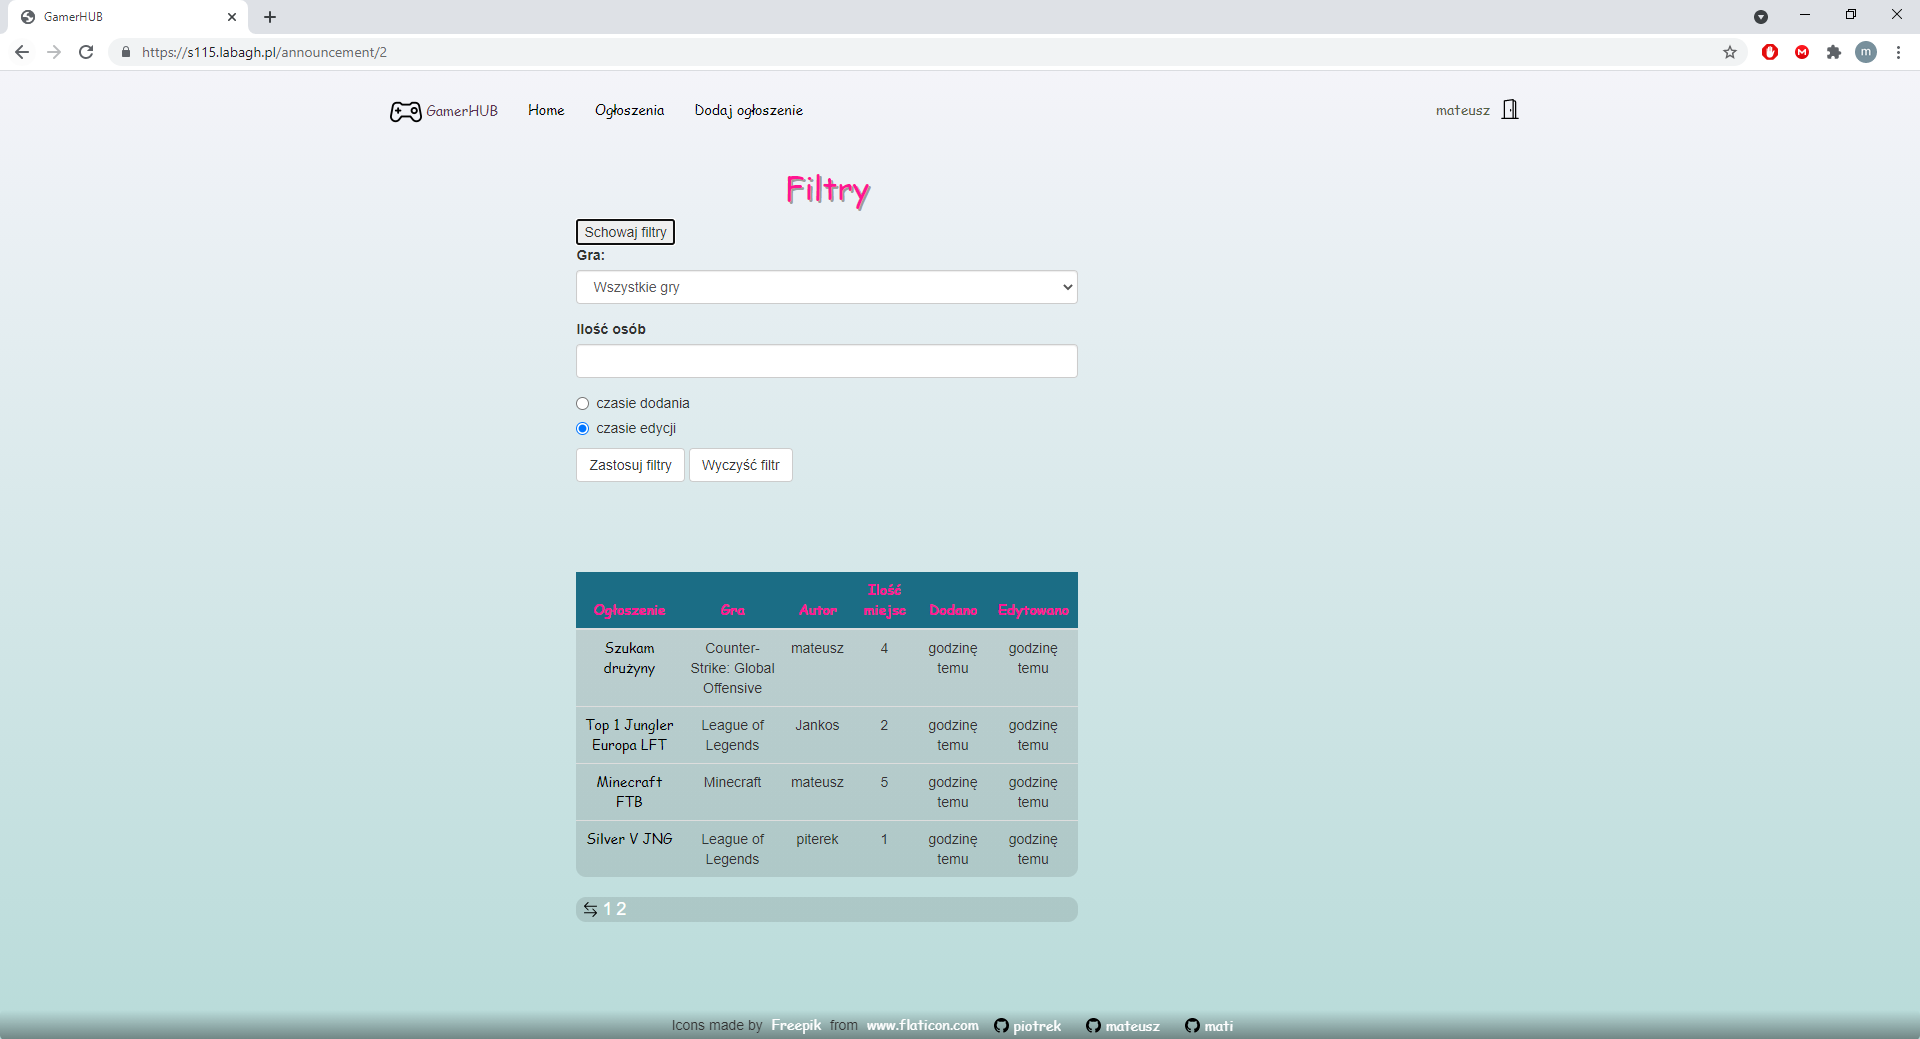 GamerHUB
https://s115.labagh.pl/announcement/2
m
GamerHUB Home Ogłoszenia Dodaj ogłoszenie mateusz
Filtry
Schowaj filtry
Gra:
Wszystkie gry
Ilość osób
czasie dodania
czasie edycji
Zastosuj filtry Wyczyść filtr
Ogłoszenie Gra Autor Ilość miejsc Dodano Edytowano
Szukam Counter- mateusz 4 godzinę godzinę
drużyny Strike: Global temu temu
Offensive
Top 1 Jungler League of Jankos 2 godzinę godzinę
Europa LFT Legends temu temu
Minecraft Minecraft mateusz 5 godzinę godzinę
FTB temu temu
Silver V JNG League of piterek 1 godzinę godzinę
Legends temu temu
1 2
Icons made by Freepik from www.flaticon.com piotrek mateusz mati